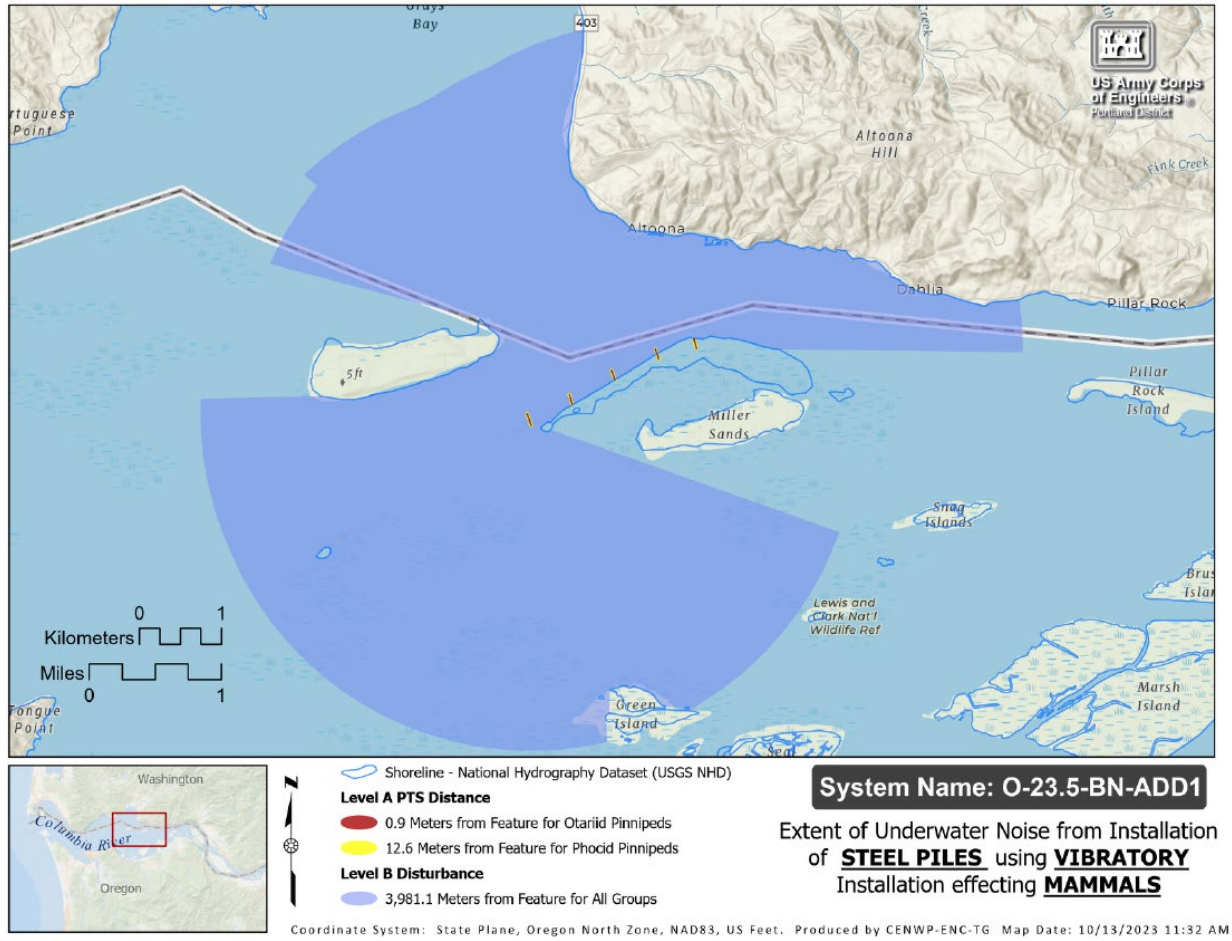 Grays
Bay
403
Creek
US Army Corps
of Engineers ®
Portland District
rtuguese
Point
Altoona
Hill
Fink Creek
Altoona
Dahlia
Pillar Rock
5ft
Pillar
Rock
Island
Miller
Sands
Snag
Islands
Brus
Islan
Lewis and
Clark Nat'l
Wildlife Ref
0 1
Kilometers
Miles
0 1
Tongue
Point
Green
Island
Marsh
Island
Seal
Washington
Columbia River
Oregon
N
Shoreline - National Hydrography Dataset (USGS NHD)
Level A PTS Distance
0.9 Meters from Feature for Otariid Pinnipeds
12.6 Meters from Feature for Phocid Pinnipeds
Level B Disturbance
3,981.1 Meters from Feature for All Groups
System Name: O-23.5-BN-ADD1
Extent of Underwater Noise from Installation
of STEEL PILES using VIBRATORY
Installation effecting MAMMALS
Coordinate System: State Plane, Oregon North Zone, NAD83, US Feet. Produced by CENWP-ENC-TG Map Date: 10/13/2023 11:32 AM